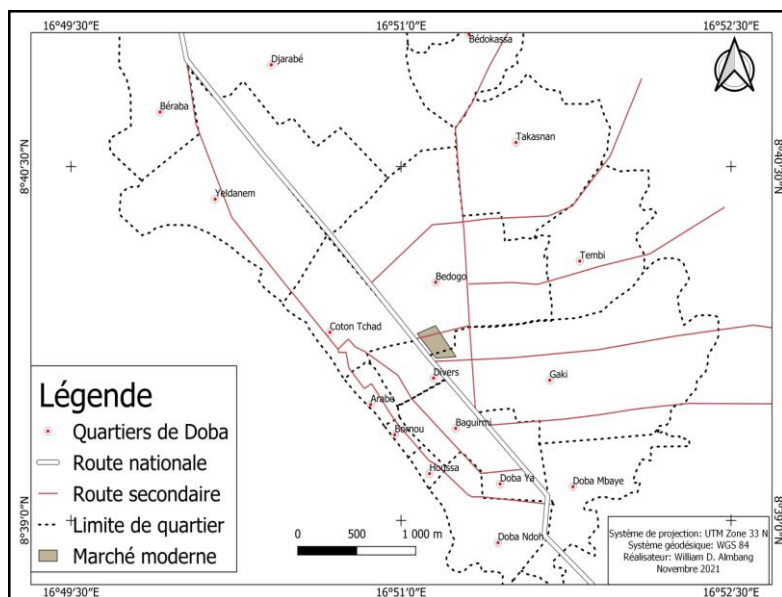 16°49'30"E 16°51'0"E 16°52'30"E
Bédokassa
Djarabé
Béraba
Takasnan
8°40'30"N 8°40'30"N
Yeldanem
Tembi
Bedogo
Coton Tchad
Divers
Gaki
Arabe
Baguirmi
Bornou
Houssa
Doba Ya
Doba Mbaye
Doba Ndoh
8°39'0"N
Légende
Quartiers de Doba
Route nationale
Route secondaire
Limite de quartier
Marché moderne
0 500 1 000 m
Système de projection: UTM Zone 33 N
Système géodésique: WGS 84
Réalisateur: William D. Almbang
Novembre 2021
8°39'0"N
16°49'30"E 16°51'0"E 16°52'30"E